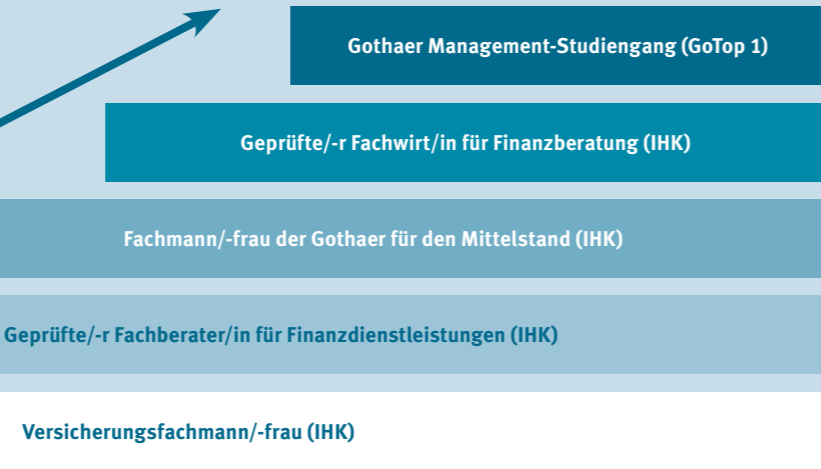 Gothaer Management-Studiengang (GoTop 1)
Geprüfte/-r Fachwirt/in für Finanzberatung (IHK)
Fachmann/-frau der Gothaer für den Mittelstand (IHK)
Geprüfte/-r Fachberater/in für Finanzdienstleistungen (IHK)
Versicherungsfachmann/-frau (IHK)